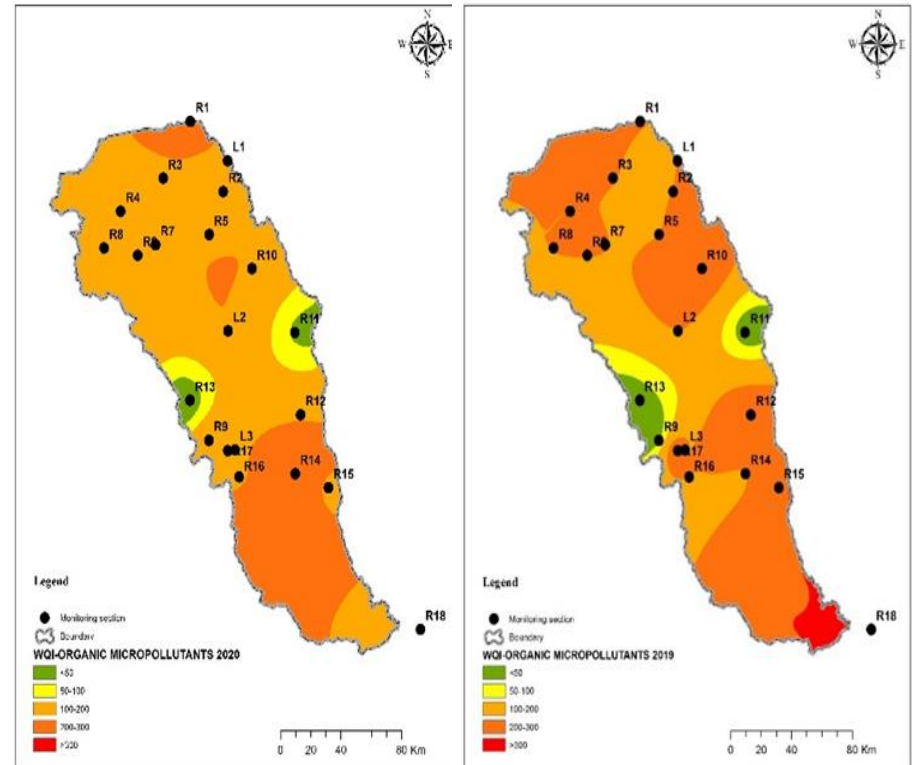 N
W E
S
R1
L1
R3
R2
R4
R5
R7
R8
R6
R10
L2
R11
R13
R12
R9
L3
R17
R16
R14
R15
R18
Legend
Monitoring section
Boundary
WQI-ORGANIC MICROPOLLUTANTS 2020
<50
50-100
100-200
200-300
>300
0 20 40 80 Km
N
W E
S
R1
L1
R3
R2
R4
R5
R7
R8
R6
R10
L2
R11
R13
R12
R9
L3
R17
R16
R14
R15
R18
Legend
Monitoring section
Boundary
WQI-ORGANIC MICROPOLLUTANTS 2019
<50
50-100
100-200
200-300
>300
0 20 40 80 Km